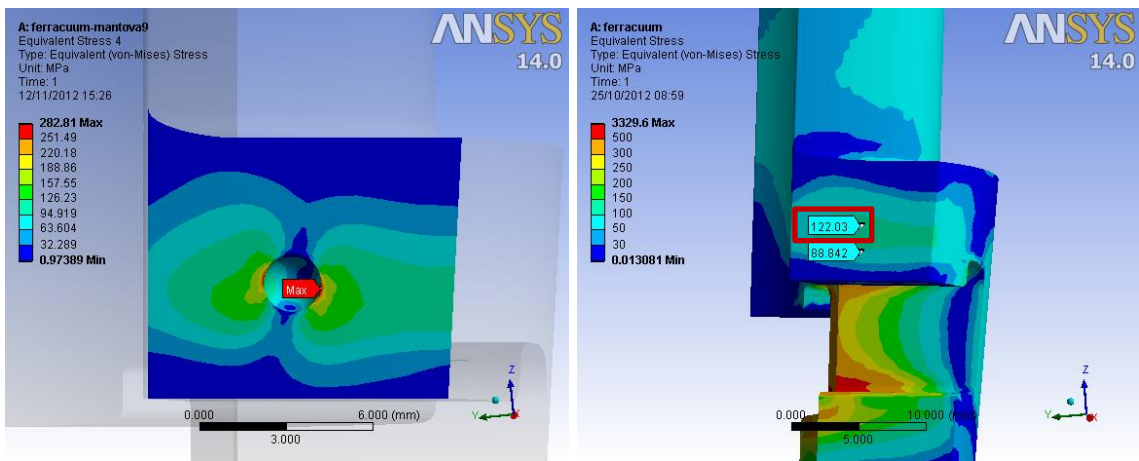 A: ferracuum-mantova9
Equivalent Stress 4
Type: Equivalent (von-Mises) Stress
Unit: MPa
Time: 1
12/11/2012 15:26
ANSYS
14.0
282.81 Max
251.49
220.18
188.86
157.55
126.23
94.919
63.604
32.289
0.97389 Min
Max
0.000
6.000 (mm)
3.000
Z
Y
X
A: ferracuum
Equivalent Stress
Type: Equivalent (von-Mises) Stress
Unit: MPa
Time: 1
25/10/2012 08:59
ANSYS
14.0
3329.6 Max
500
300
250
200
150
100
50
30
0.013081 Min
122.03
88.842
0.000
10.000 (mm)
5.000
Z
Y
X